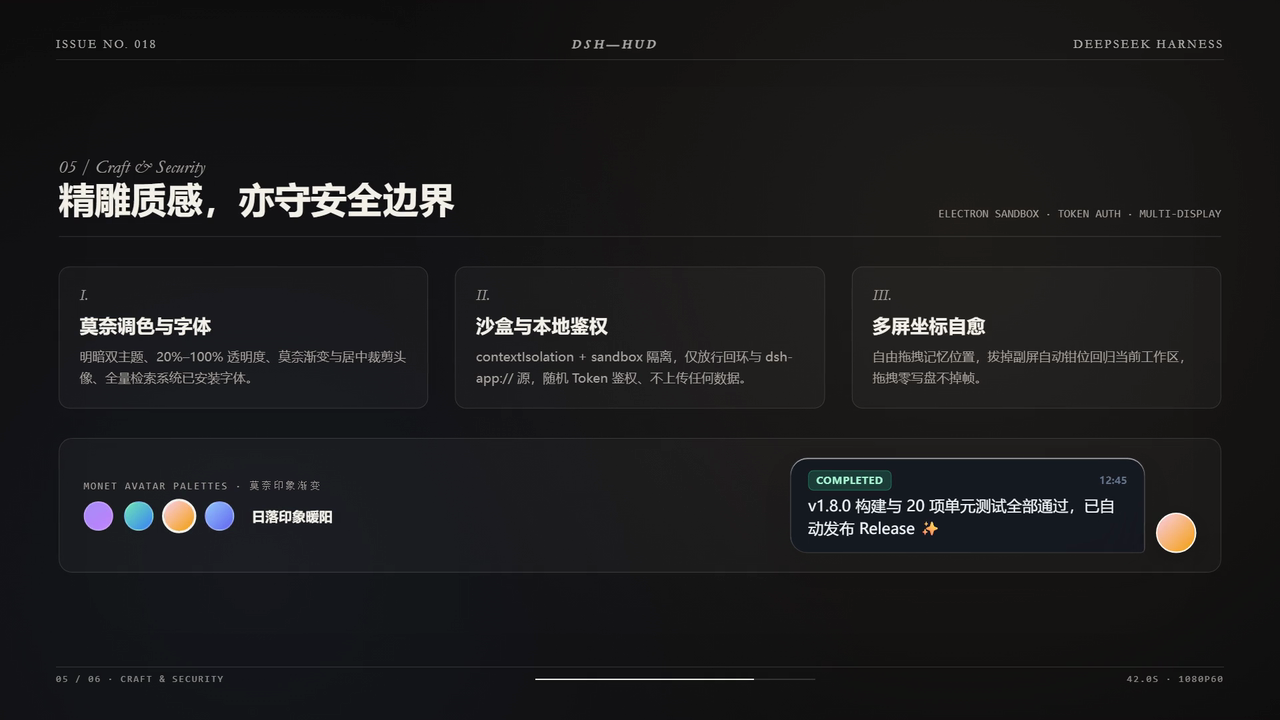 ISSUE NO. 018
DSH—HUD
DEEPSEEK HARNESS
05 / Craft & Security
精雕质感，亦守安全边界
ELECTRON SANDBOX · TOKEN AUTH · MULTI-DISPLAY
I.
莫奈调色与字体
明暗双主题、20%–100% 透明度、莫奈渐变与居中裁剪头
像、全量检索系统已安装字体。
II.
沙盒与本地鉴权
contextIsolation + sandbox 隔离，仅放行回环与 dsh-
app:// 源，随机 Token 鉴权、不上传任何数据。
III.
多屏坐标自愈
自由拖拽记忆位置，拔掉副屏自动钳位回归当前工作区，
拖拽零写盘不掉帧。
MONET AVATAR PALETTES · 莫奈印象渐变
日落印象暖阳
COMPLETED
12:45
v1.8.0 构建与 20 项单元测试全部通过，已自
动发布 Release ✨
05 / 06 · CRAFT & SECURITY
42.0S · 1080P60